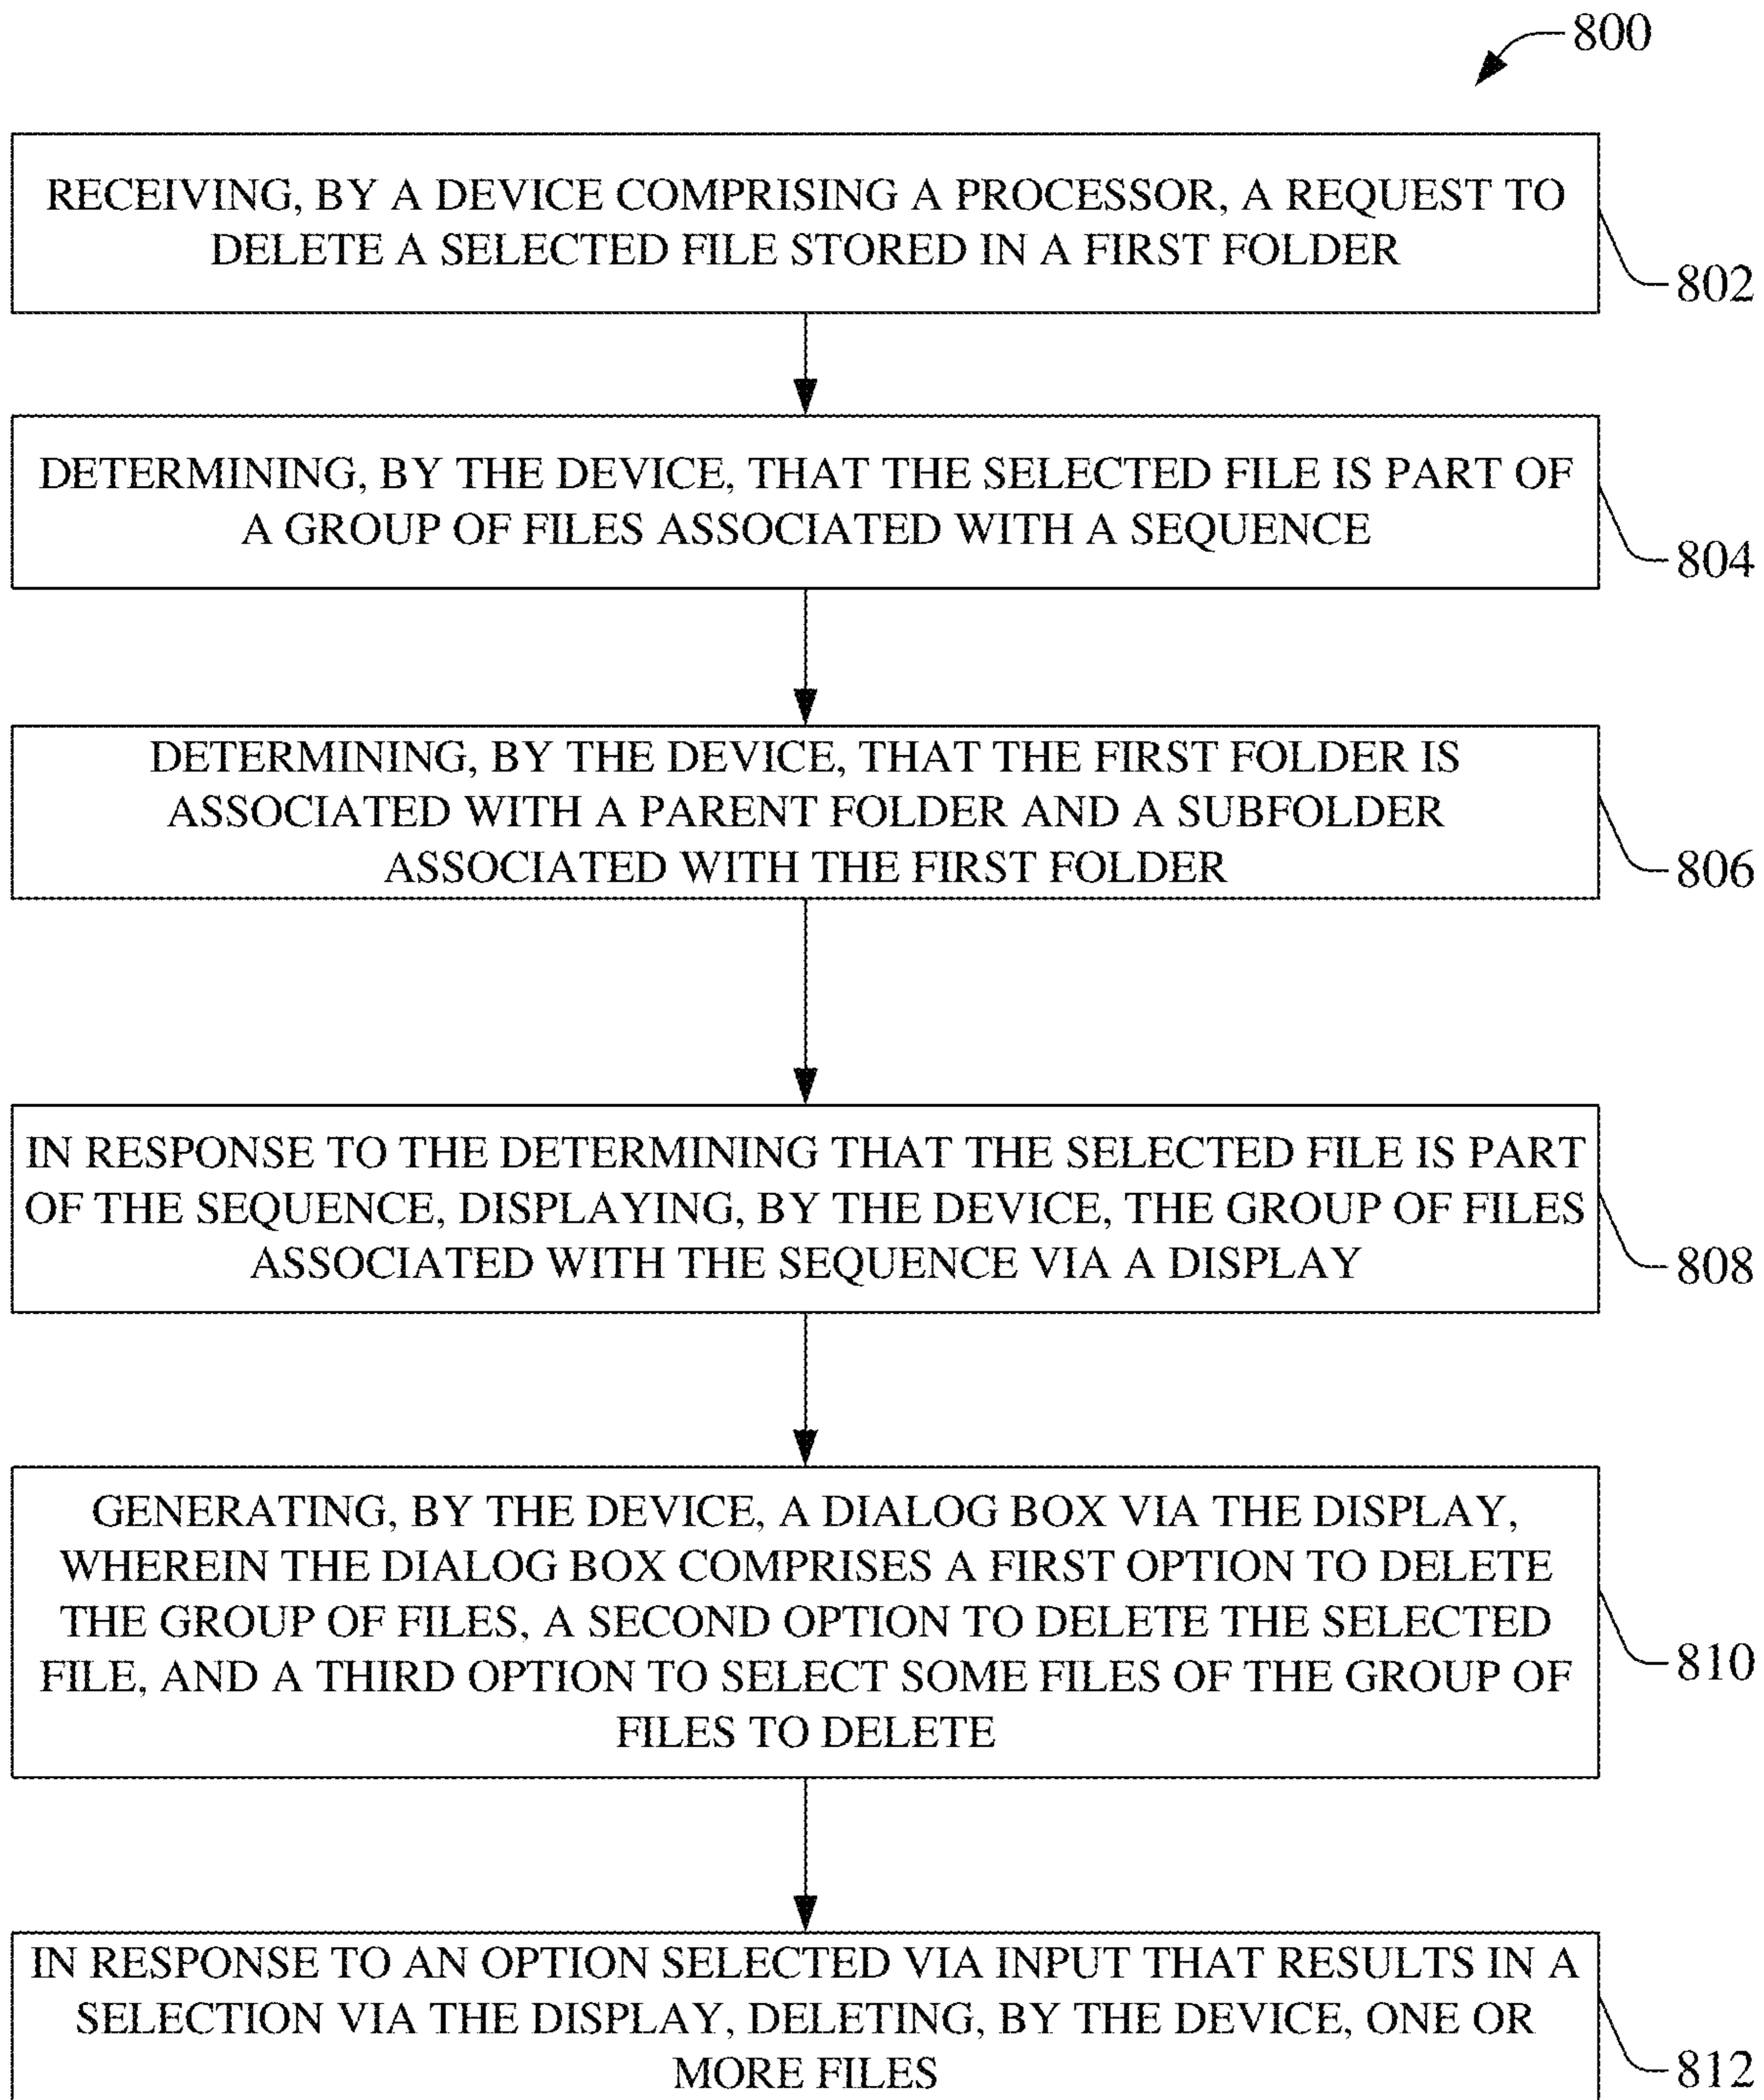 800
RECEIVING, BY A DEVICE COMPRISING A PROCESSOR, A REQUEST TO
DELETE A SELECTED FILE STORED IN A FIRST FOLDER
802
DETERMINING, BY THE DEVICE, THAT THE SELECTED FILE IS PART OF
A GROUP OF FILES ASSOCIATED WITH A SEQUENCE
804
DETERMINING, BY THE DEVICE, THAT THE FIRST FOLDER IS
ASSOCIATED WITH A PARENT FOLDER AND A SUBFOLDER
ASSOCIATED WITH THE FIRST FOLDER
806
IN RESPONSE TO THE DETERMINING THAT THE SELECTED FILE IS PART
OF THE SEQUENCE, DISPLAYING, BY THE DEVICE, THE GROUP OF FILES
ASSOCIATED WITH THE SEQUENCE VIA A DISPLAY
808
GENERATING, BY THE DEVICE, A DIALOG BOX VIA THE DISPLAY,
WHEREIN THE DIALOG BOX COMPRISES A FIRST OPTION TO DELETE
THE GROUP OF FILES, A SECOND OPTION TO DELETE THE SELECTED
FILE, AND A THIRD OPTION TO SELECT SOME FILES OF THE GROUP OF
FILES TO DELETE
810
IN RESPONSE TO AN OPTION SELECTED VIA INPUT THAT RESULTS IN A
SELECTION VIA THE DISPLAY, DELETING, BY THE DEVICE, ONE OR
MORE FILES
812